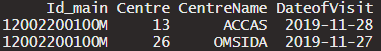 Id_main Centre CentreName DateofVisit
12002200100M 13 ACCAS 2019-11-28
12002200100M 26 OMSIDA 2019-11-27